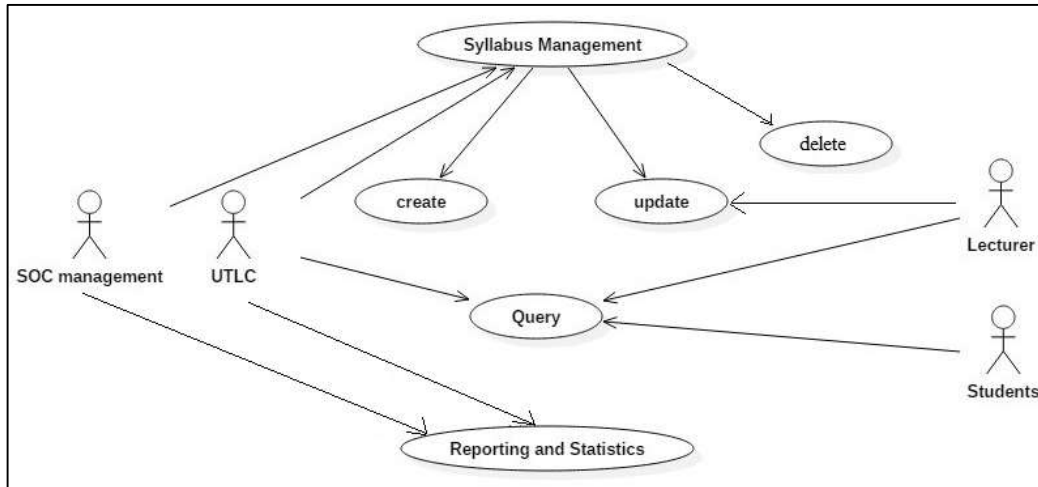 Syllabus Management
delete
create
update
SOC management
UTLC
Lecturer
Query
Students
Reporting and Statistics